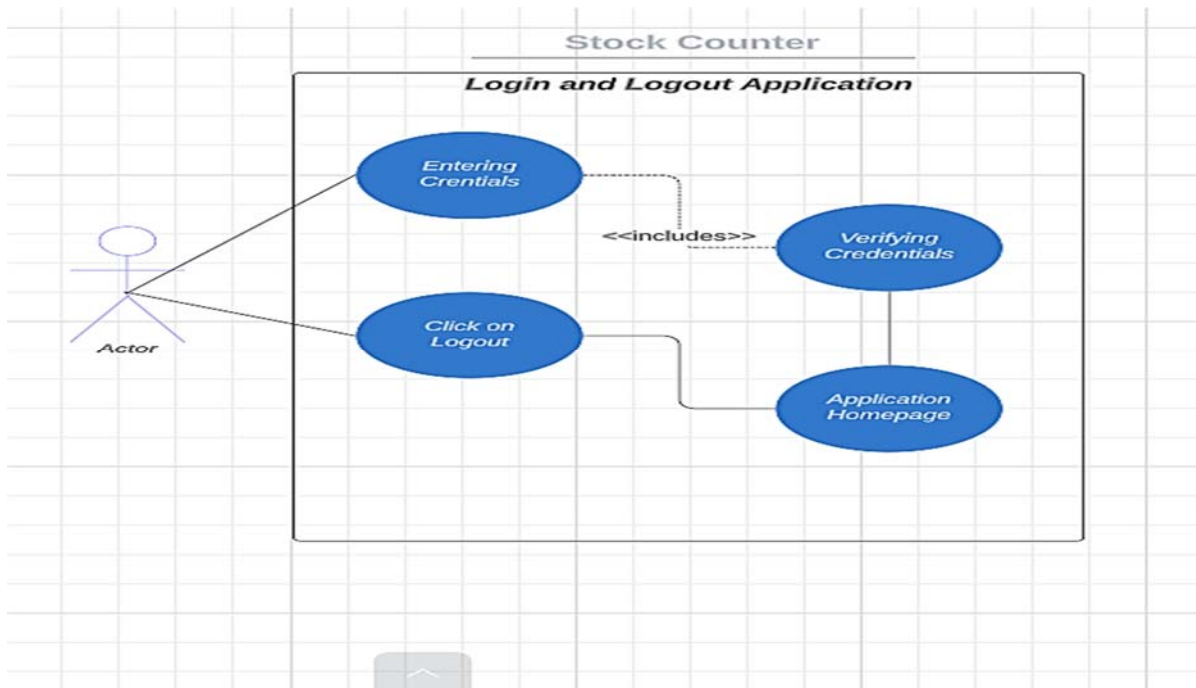 Stock Counter
Login and Logout Application
Entering
Crentials
<<includes>>
Verifying
Credentials
Click on
Logout
Actor
Application
Homepage